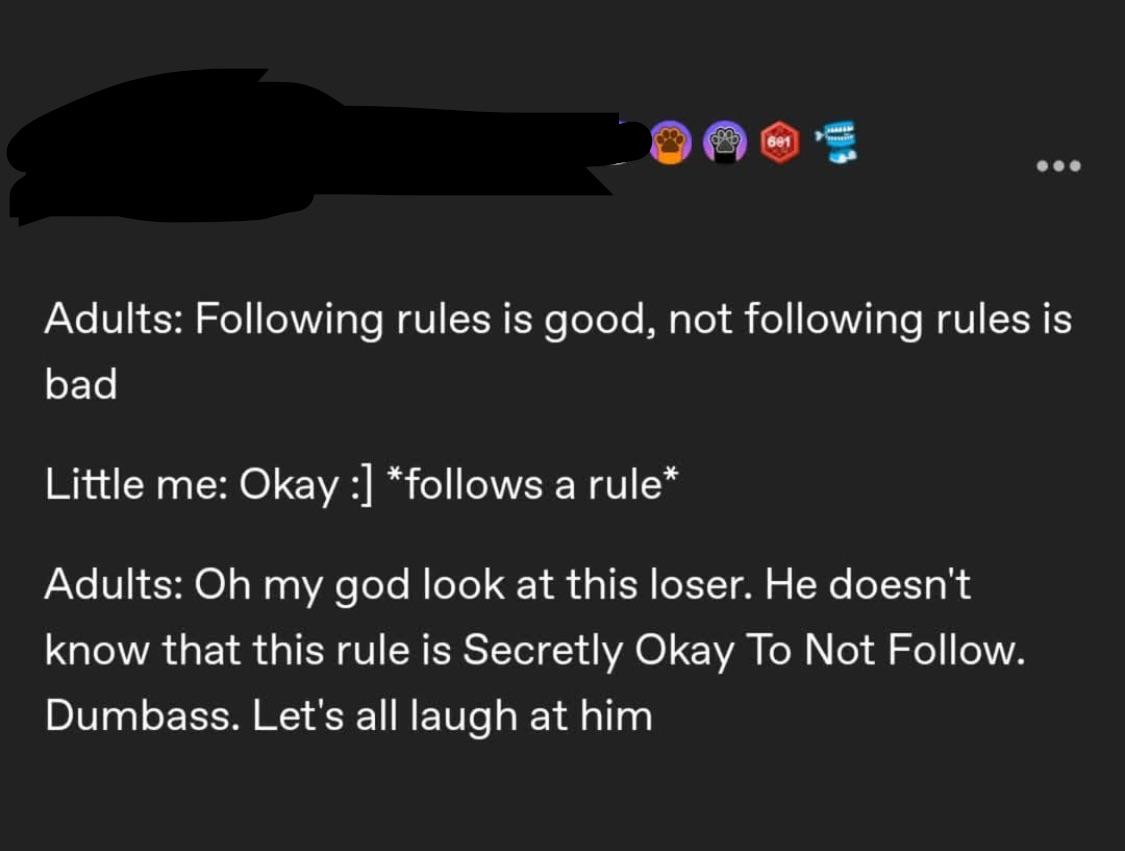 601
Adults: Following rules is good, not following rules is
bad
Little me: Okay :] *follows a rule*
Adults: Oh my god look at this loser. He doesn't
know that this rule is Secretly Okay To Not Follow.
Dumbass. Let's all laugh at him